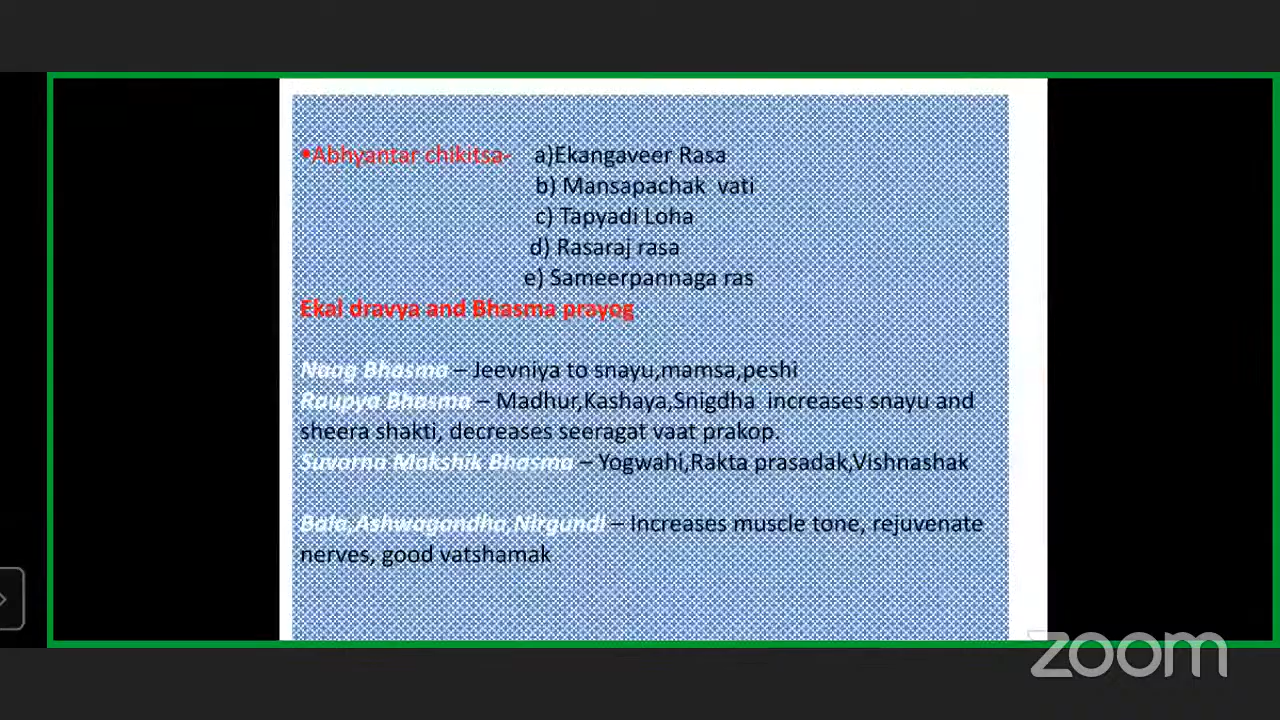 •Abhyantar chikitsa- a)Ekangaveer Rasa
b) Mansapachak vati
c) Tapyadi Loha
d) Rasaraj rasa
e) Sameerpannaga ras
Ekal dravya and Bhasma prayog
Naag Bhasma – Jeevniya to snayu,mamsa,peshi
Raupya Bhasma – Madhur,Kashaya,Snigdha increases snayu and
sheera shakti, decreases seeragat vaat prakop.
Suvarna Makshik Bhasma – Yogwahi,Rakta prasadak,Vishnashak
Bala,Ashwagandha,Nirgundi – Increases muscle tone, rejuvenate
nerves, good vatshamak
zoom